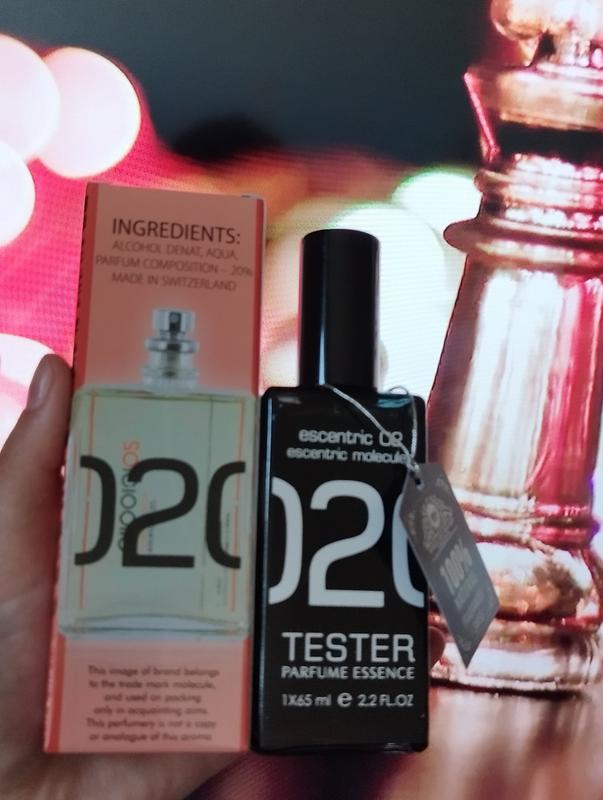 INGREDIENTS:
ALCOHOL DENAT, AQUA,
PARFUM COMPOSITION – 20%
MADE IN SWITZERLAND
020
This image of brand belongs
to the trade mark molecule,
and used on packing
only in acquainting aims.
This perfumery is not a copy
or analogue of this aroma
escentric 02
escentric molecule
020
TESTER
PARFUME ESSENCE
1X65 ml e 2.2 FL.OZ
100%